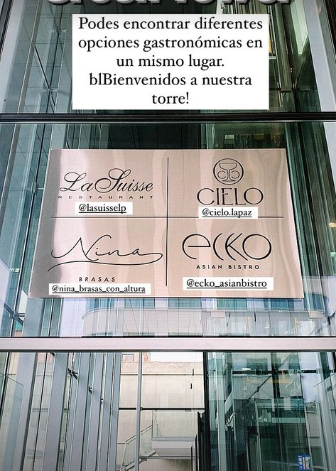 Podes encontrar diferentes
opciones gastronómicas en
un mismo lugar.
blBienvenidos a nuestra
torre!
La Suisse
RESTAURANT
@lasuisselp
CIELO
@cielo.lapaz
Nina
BRASAS
@nina_brasas_con_altura
ecko
ASIAN BISTRO
@ecko_asianbistro